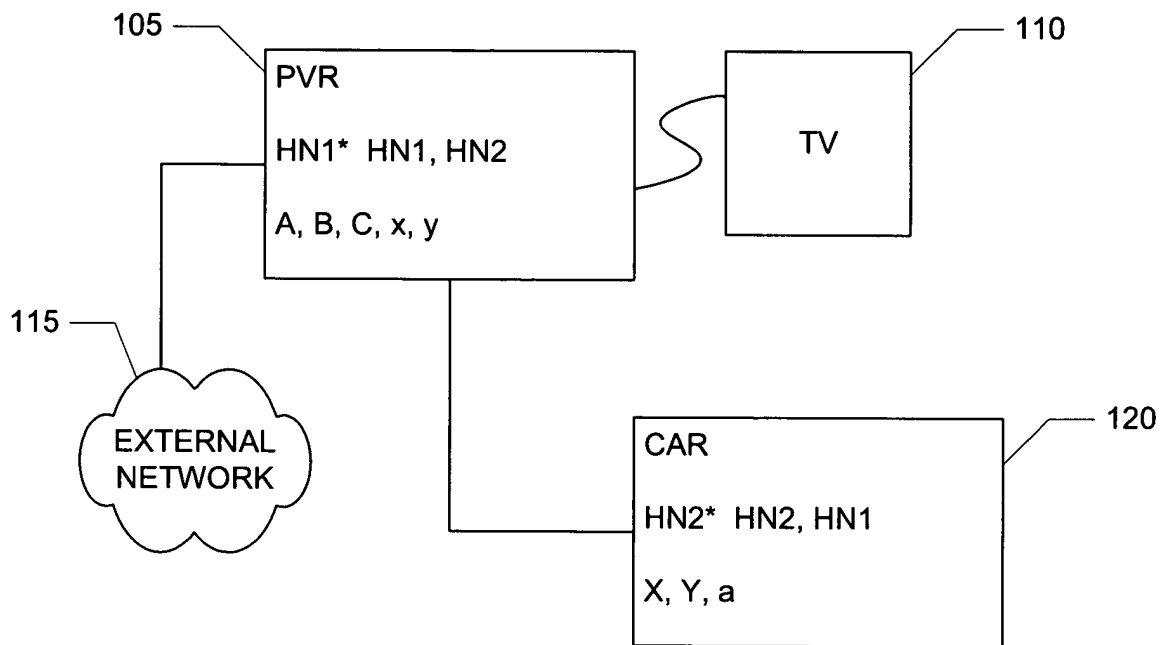 105
PVR
HN1* HN1, HN2
A, B, C, x, y
110
TV
115
EXTERNAL
NETWORK
120
CAR
HN2* HN2, HN1
X, Y, a